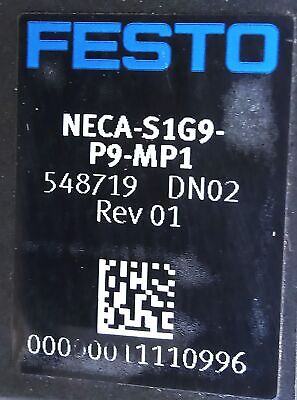 FESTO
NECA-S1G9-
P9-MP1
548719 DN02
Rev 01